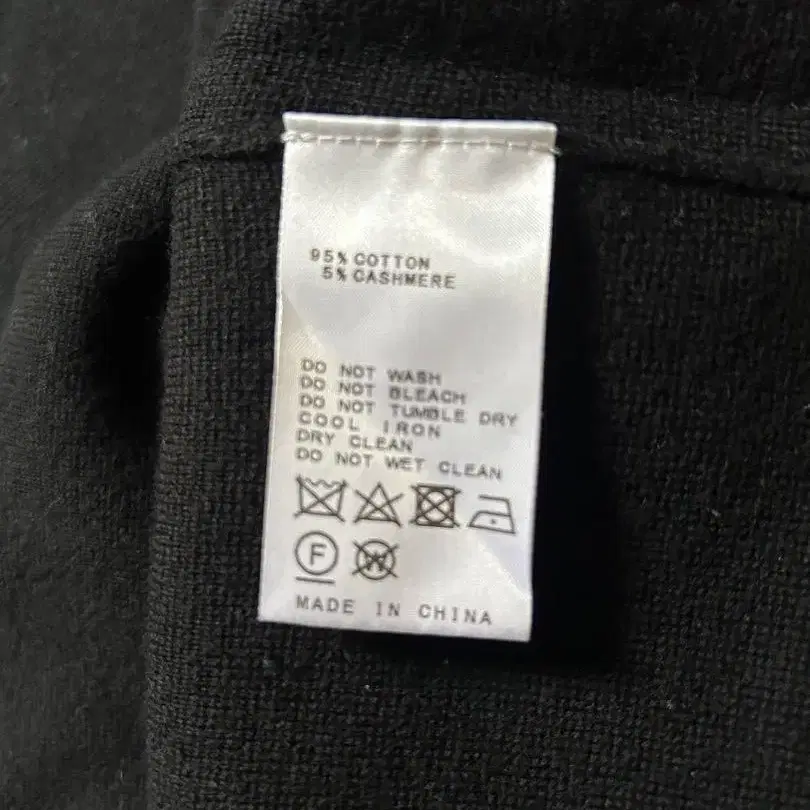 95% COTTON
5% CASHMERE
DO NOT WASH
DO NOT BLEACH
DO NOT TUMBLE DRY
COOL IRON
DRY CLEAN
DO NOT WET CLEAN
F W
MADE IN CHINA